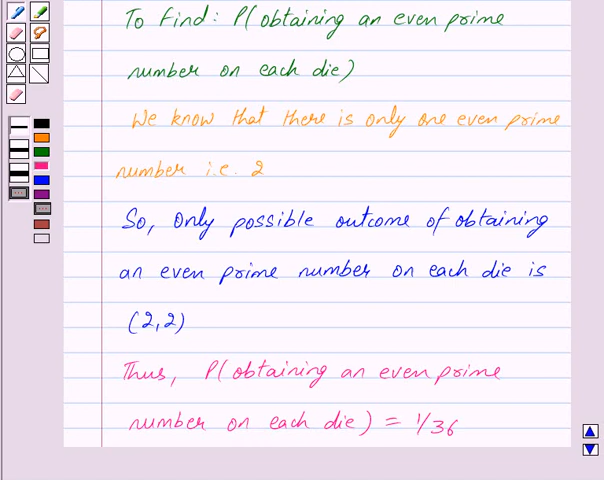 To find: P(obtaining an even prime
number on each die)
We know that there is only one even prime
number i.e. 2
So, only possible outcome of obtaining
an even prime number on each die is
(2,2)
Thus, P(obtaining an even prime
number on each die) = 1/36